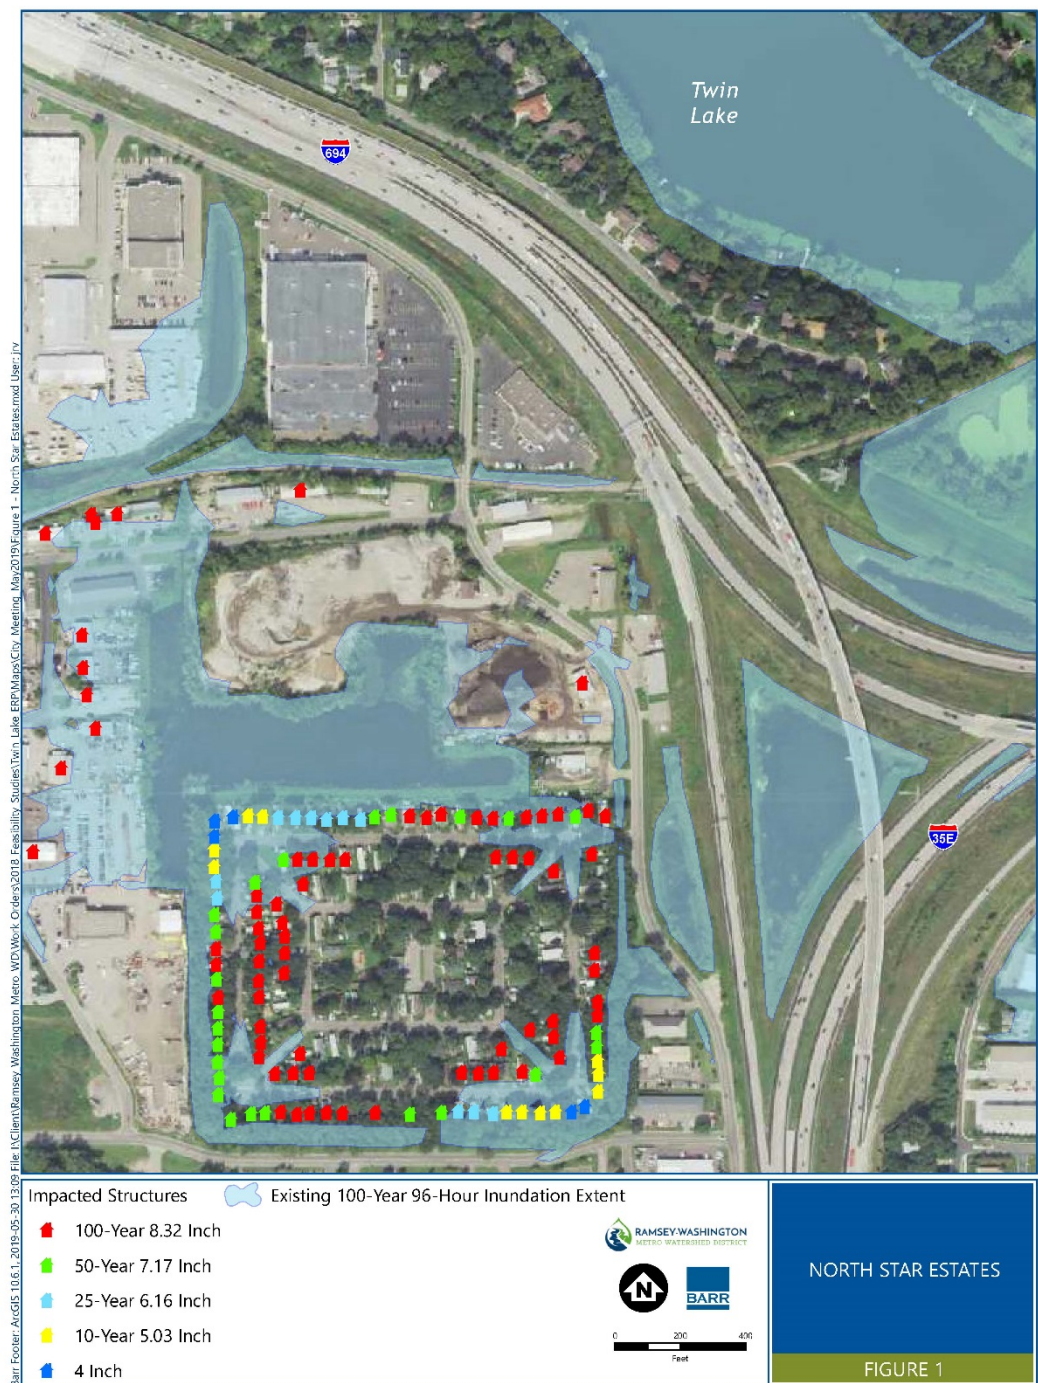 Twin
Lake
694
35E
Barr Footer: ArcGIS 10.6.1, 2019-05-30 13:09 File: I:\Client\Ramsey Washington Metro WD\Work Orders\2018 Feasibility Studies\Twin Lake ERP\Maps\City Meeting_May2019\Figure 1 - North Star Estates.mxd User: jrv
Impacted Structures
Existing 100-Year 96-Hour Inundation Extent
100-Year 8.32 Inch
50-Year 7.17 Inch
25-Year 6.16 Inch
10-Year 5.03 Inch
4 Inch
RAMSEY-WASHINGTON
METRO WATERSHED DISTRICT
N
BARR
0 200 400
Feet
NORTH STAR ESTATES
FIGURE 1